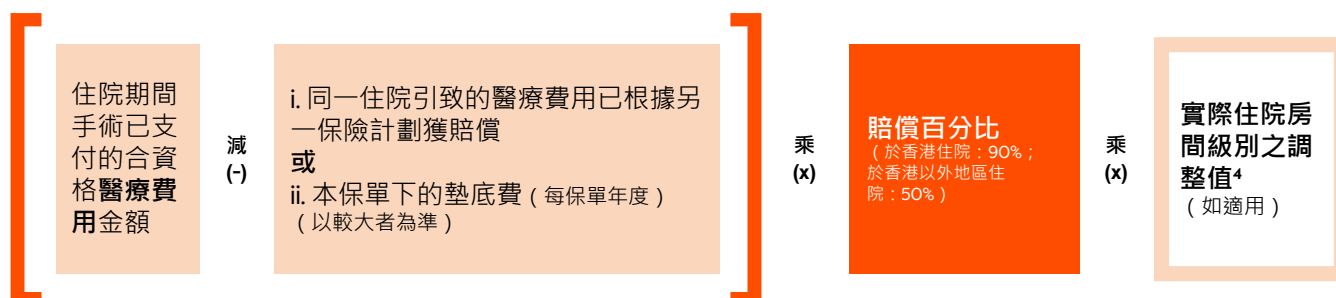 住院期間
手術已支
付的合資
格醫療費
用金額
減
(-)
i. 同一住院引致的醫療費用已根據另
一保險計劃獲賠償
或
ii. 本保單下的墊底費（每保單年度）
（以較大者為準）
乘
(x)
賠償百分比
（於香港住院：90%；
於香港以外地區住
院：50%）
乘
(x)
實際住院房
間級別之調
整值⁴
（如適用）